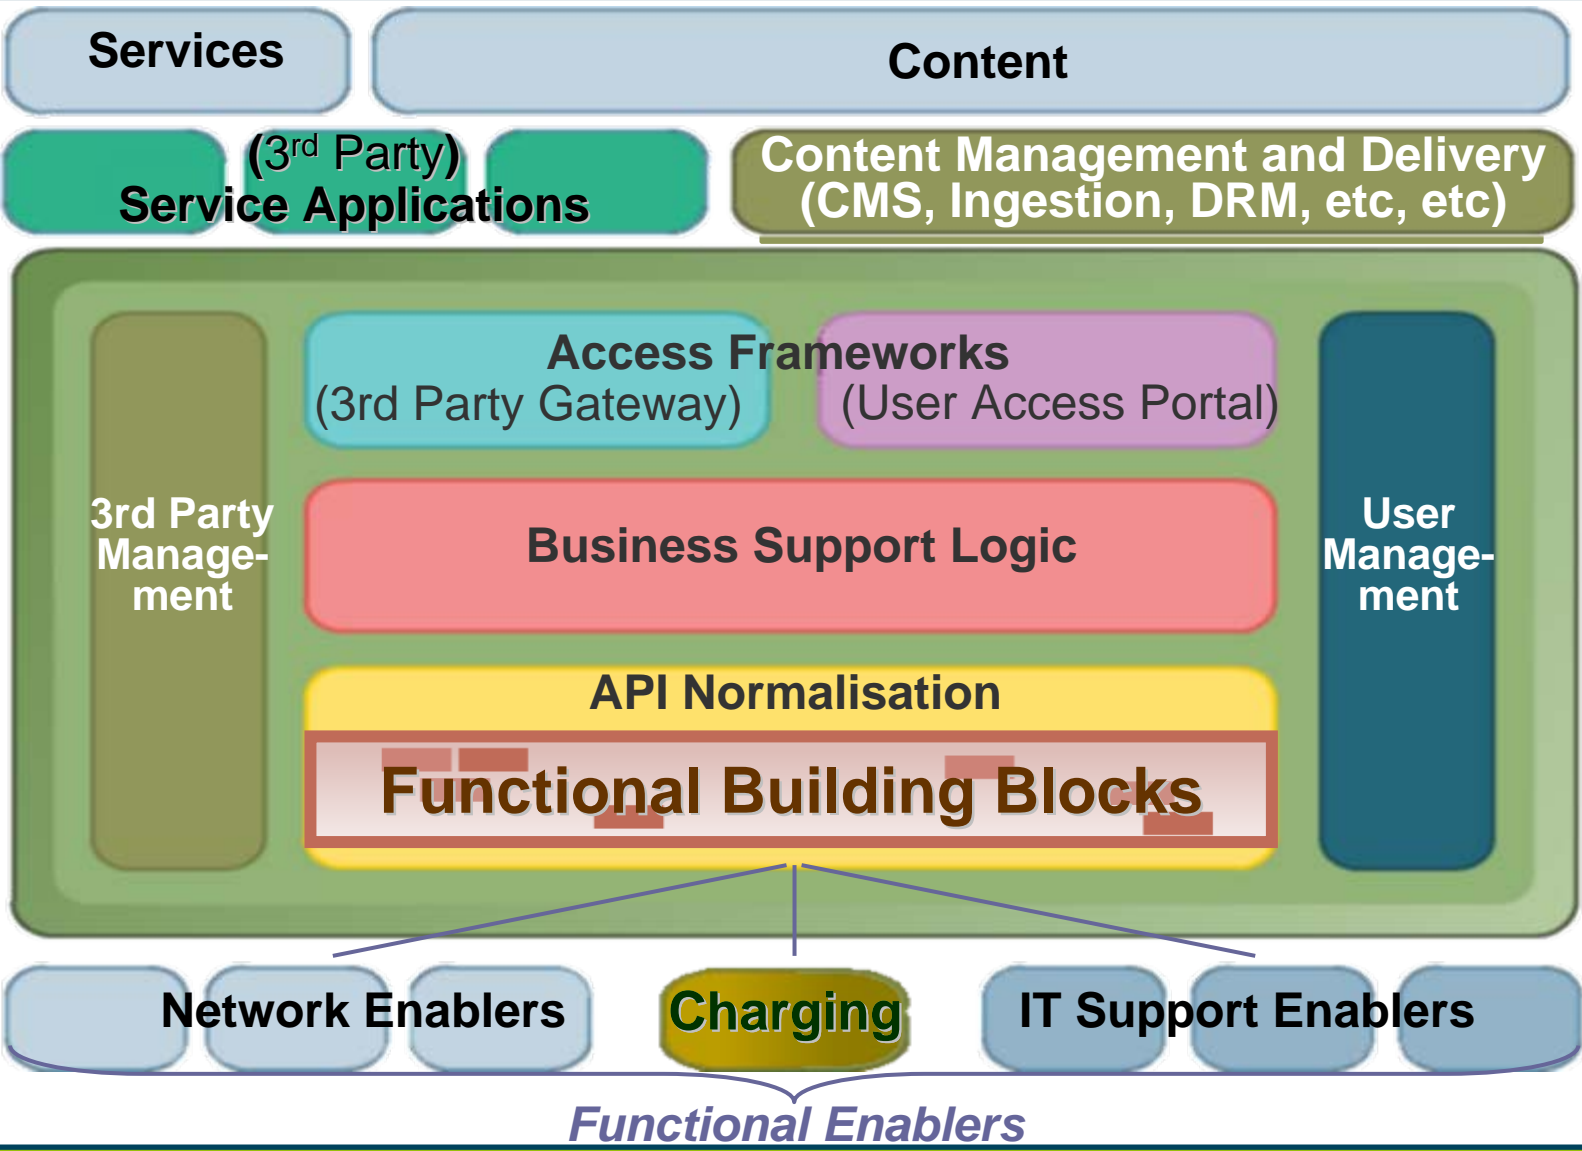 Services
Content
(3rd Party)
Service Applications
Content Management and Delivery
(CMS, Ingestion, DRM, etc, etc)
Access Frameworks
(3rd Party Gateway)
(User Access Portal)
3rd Party
Manage-
ment
Business Support Logic
User
Manage-
ment
API Normalisation
Functional Building Blocks
Network Enablers
Charging
IT Support Enablers
Functional Enablers